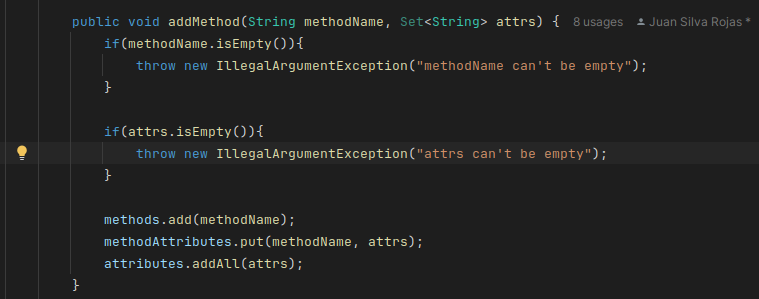 public void addMethod(String methodName, Set<String> attrs) { 8 usages Juan Silva Rojas *
if(methodName.isEmpty()){
throw new IllegalArgumentException("methodName can't be empty");
}
if(attrs.isEmpty()){
throw new IllegalArgumentException("attrs can't be empty");
}
methods.add(methodName);
methodAttributes.put(methodName, attrs);
attributes.addAll(attrs);
}